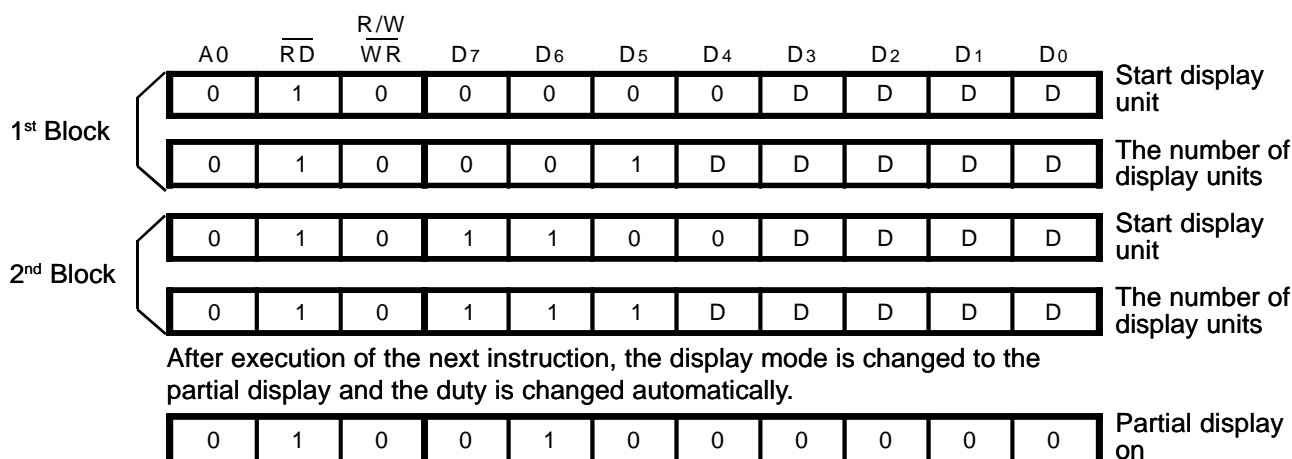 R/W
A0 RD WR D7 D6 D5 D4 D3 D2 D1 D0
1st Block
0 1 0 0 0 0 0 D D D D Start display unit
0 1 0 0 0 1 D D D D D The number of display units
2nd Block
0 1 0 1 1 0 0 D D D D Start display unit
0 1 0 1 1 1 D D D D D The number of display units
After execution of the next instruction, the display mode is changed to the
partial display and the duty is changed automatically.
0 1 0 0 1 0 0 0 0 0 0 Partial display on